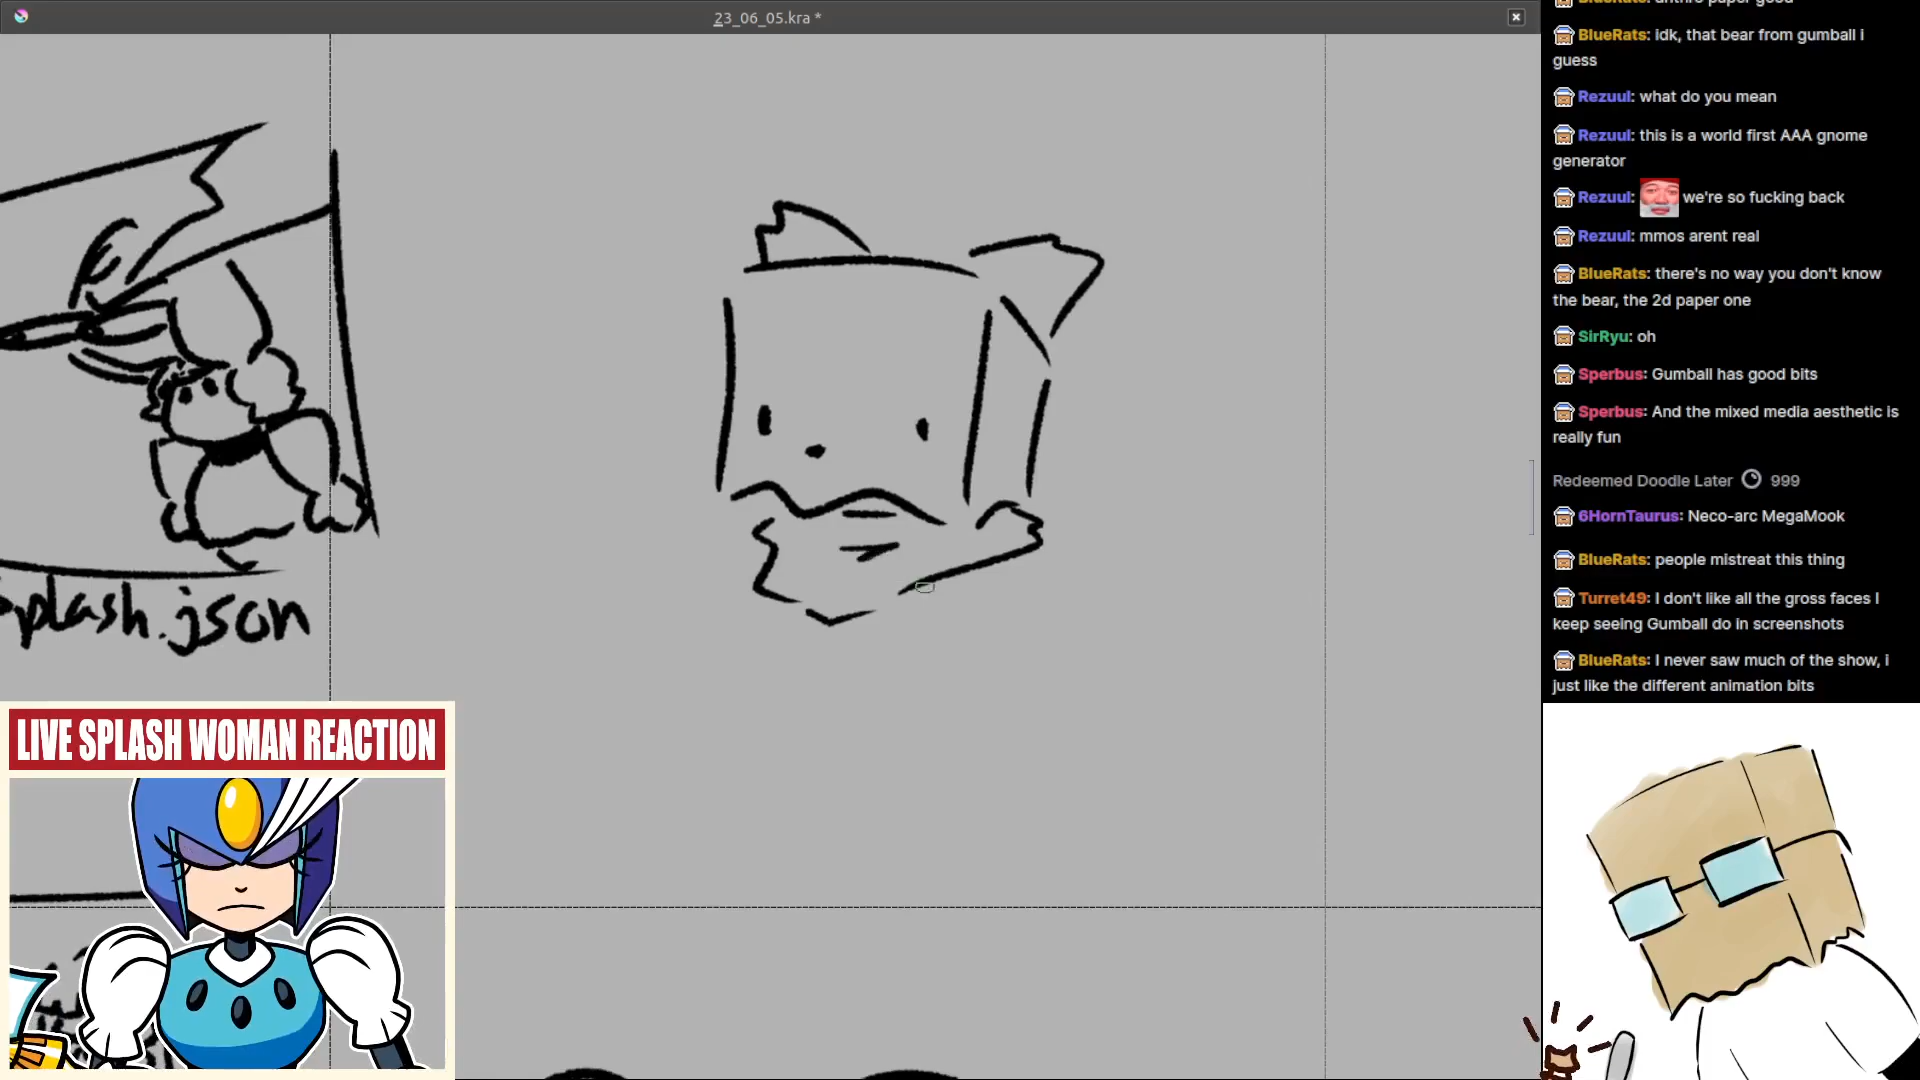 23_06_05.kra *
BlueRats: anthro paper good
BlueRats: idk, that bear from gumball i
guess
Rezuul: what do you mean
Rezuul: this is a world first AAA gnome
generator
Rezuul: we're so fucking back
Rezuul: mmos arent real
BlueRats: there's no way you don't know
the bear, the 2d paper one
SirRyu: oh
Sperbus: Gumball has good bits
Sperbus: And the mixed media aesthetic is
really fun
Redeemed Doodle Later 999
6HornTaurus: Neco-arc MegaMook
BlueRats: people mistreat this thing
Turret49: I don't like all the gross faces I
keep seeing Gumball do in screenshots
BlueRats: I never saw much of the show, i
just like the different animation bits
splash.json
LIVE SPLASH WOMAN REACTION